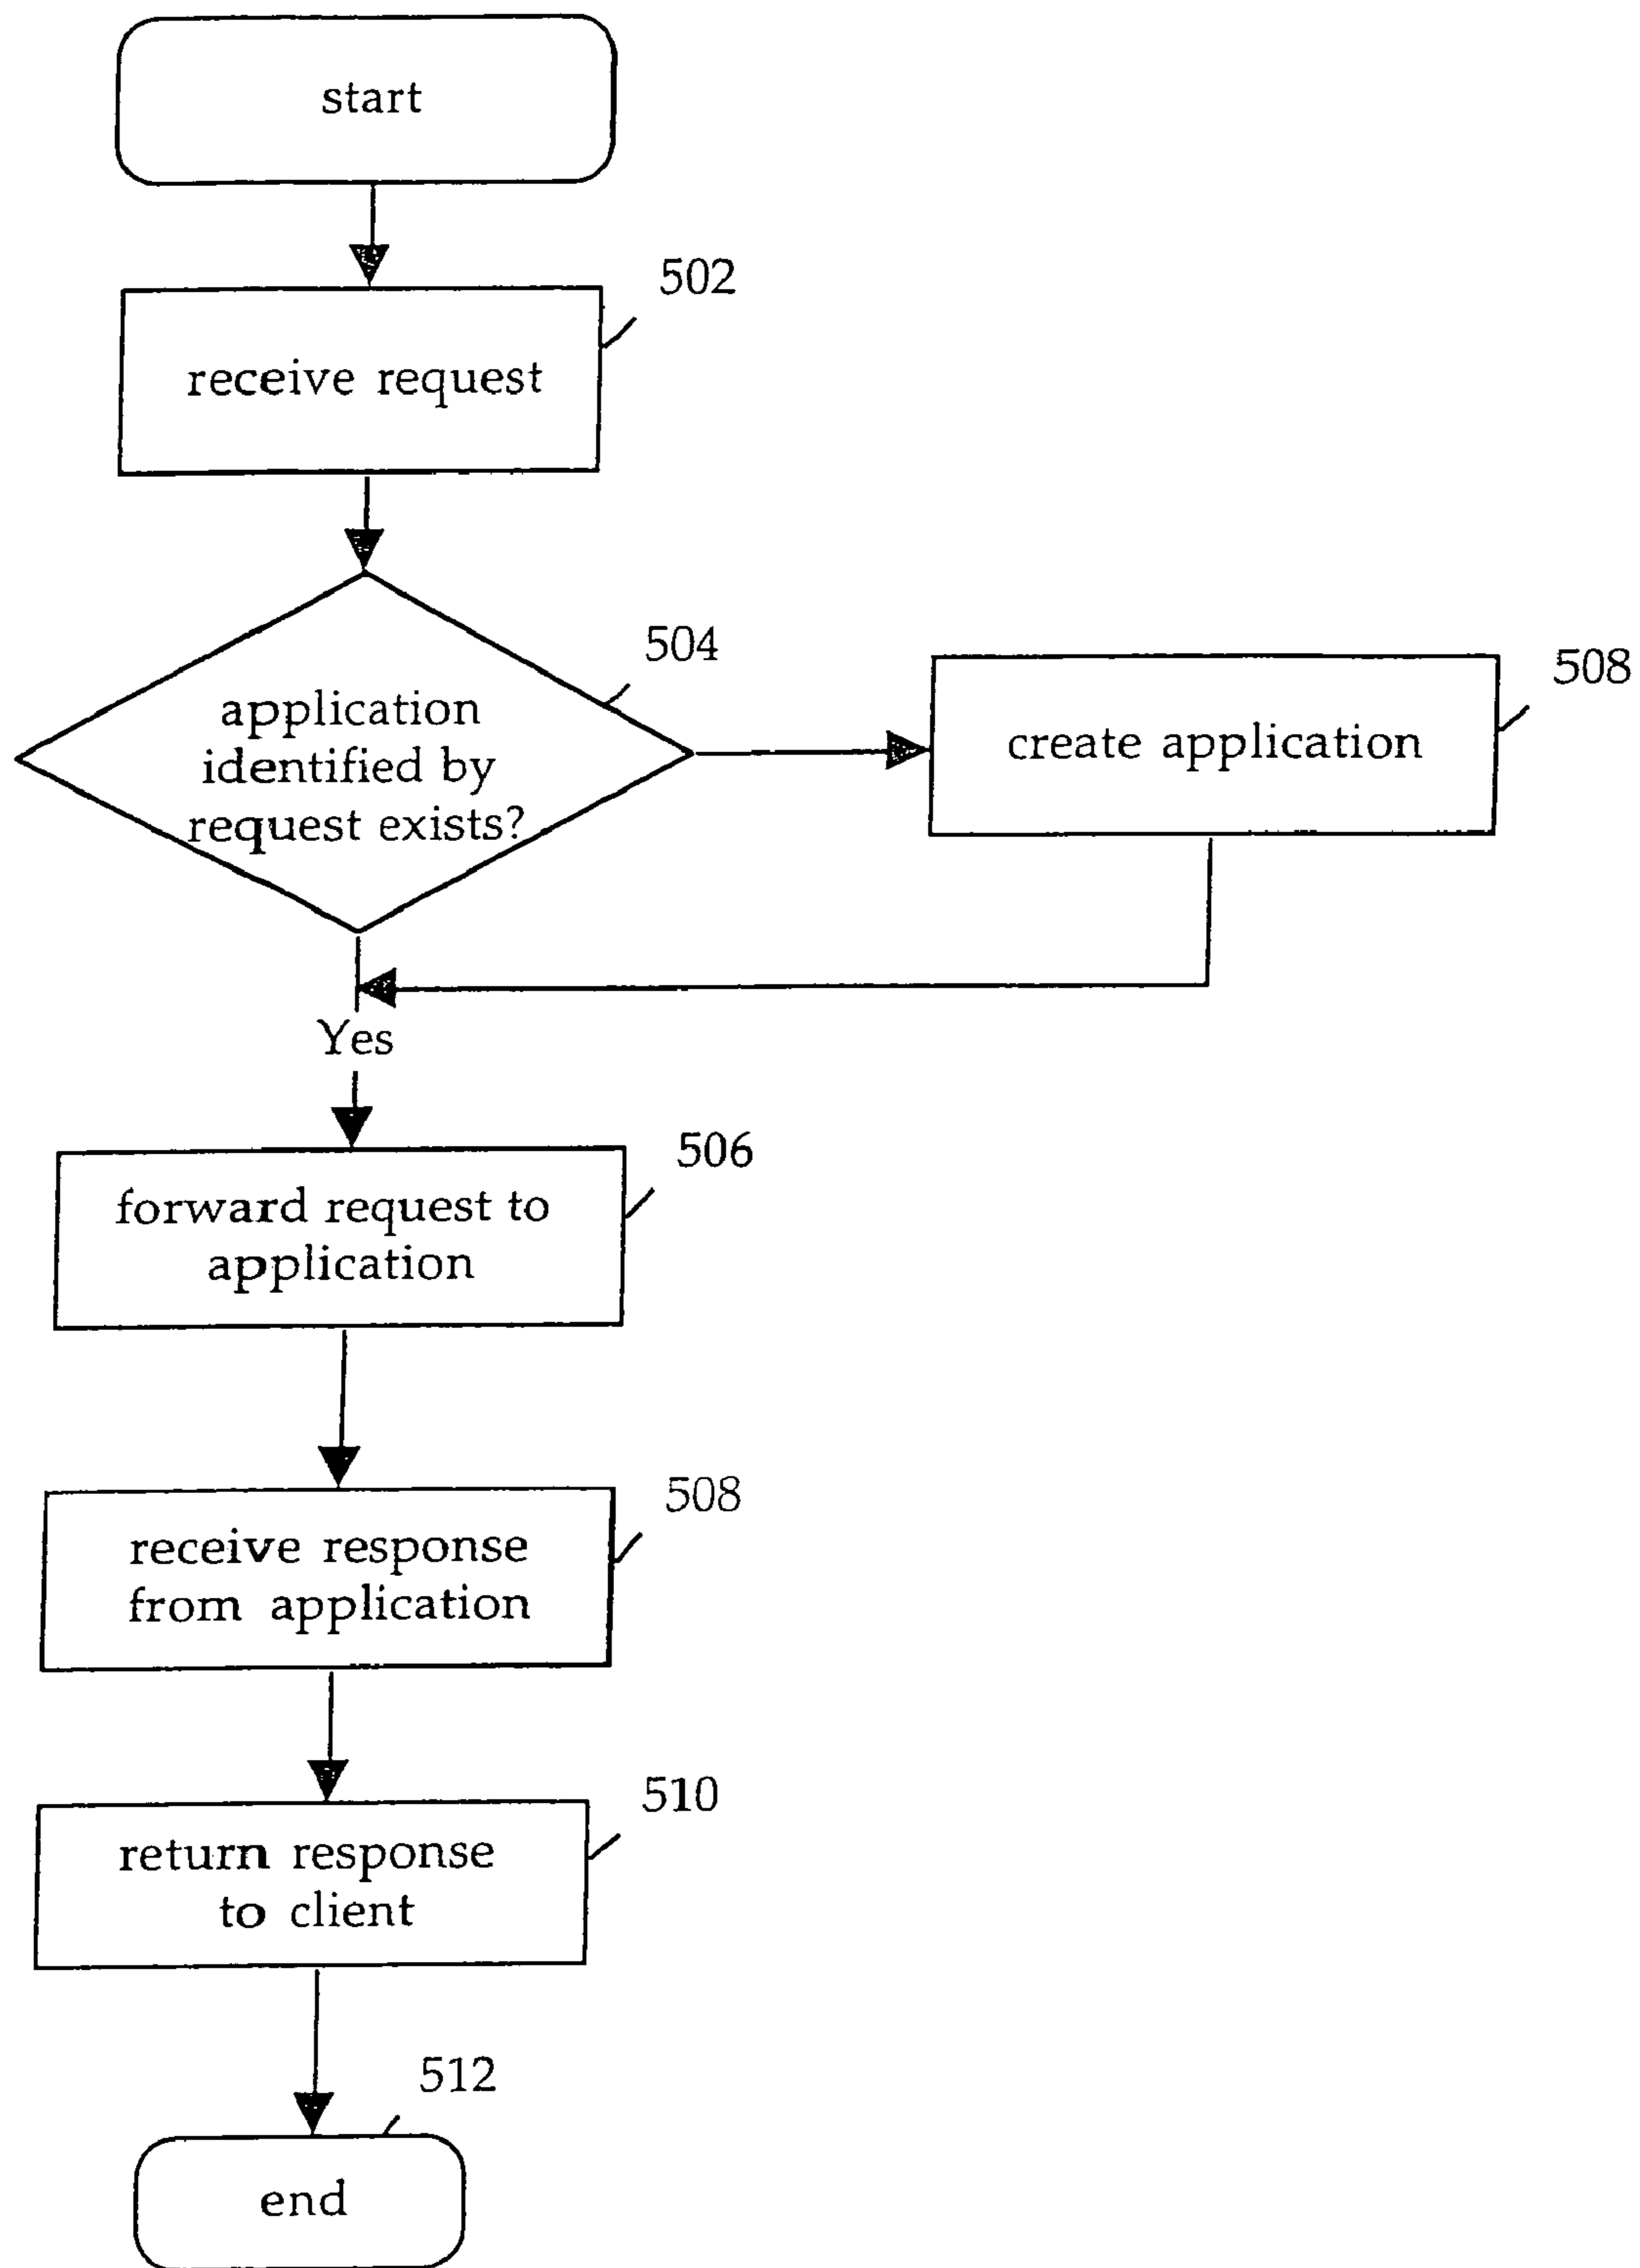 start
502
receive request
504
application
identified by
request exists?
508
create application
Yes
506
forward request to
application
508
receive response
from application
510
return response
to client
512
end